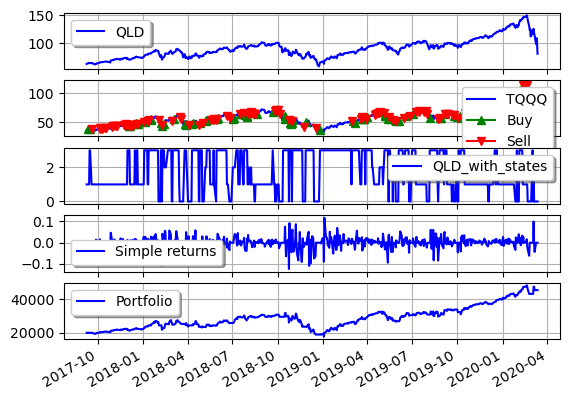 150
QLD
100
100
TQQQ
Buy
50
Sell
2
QLD_with_states
0
0.1
0.0
Simple returns
−0.1
40000
Portfolio
20000
2017-10 2018-01 2018-04 2018-07 2018-10 2019-01 2019-04 2019-07 2019-10 2020-01 2020-04